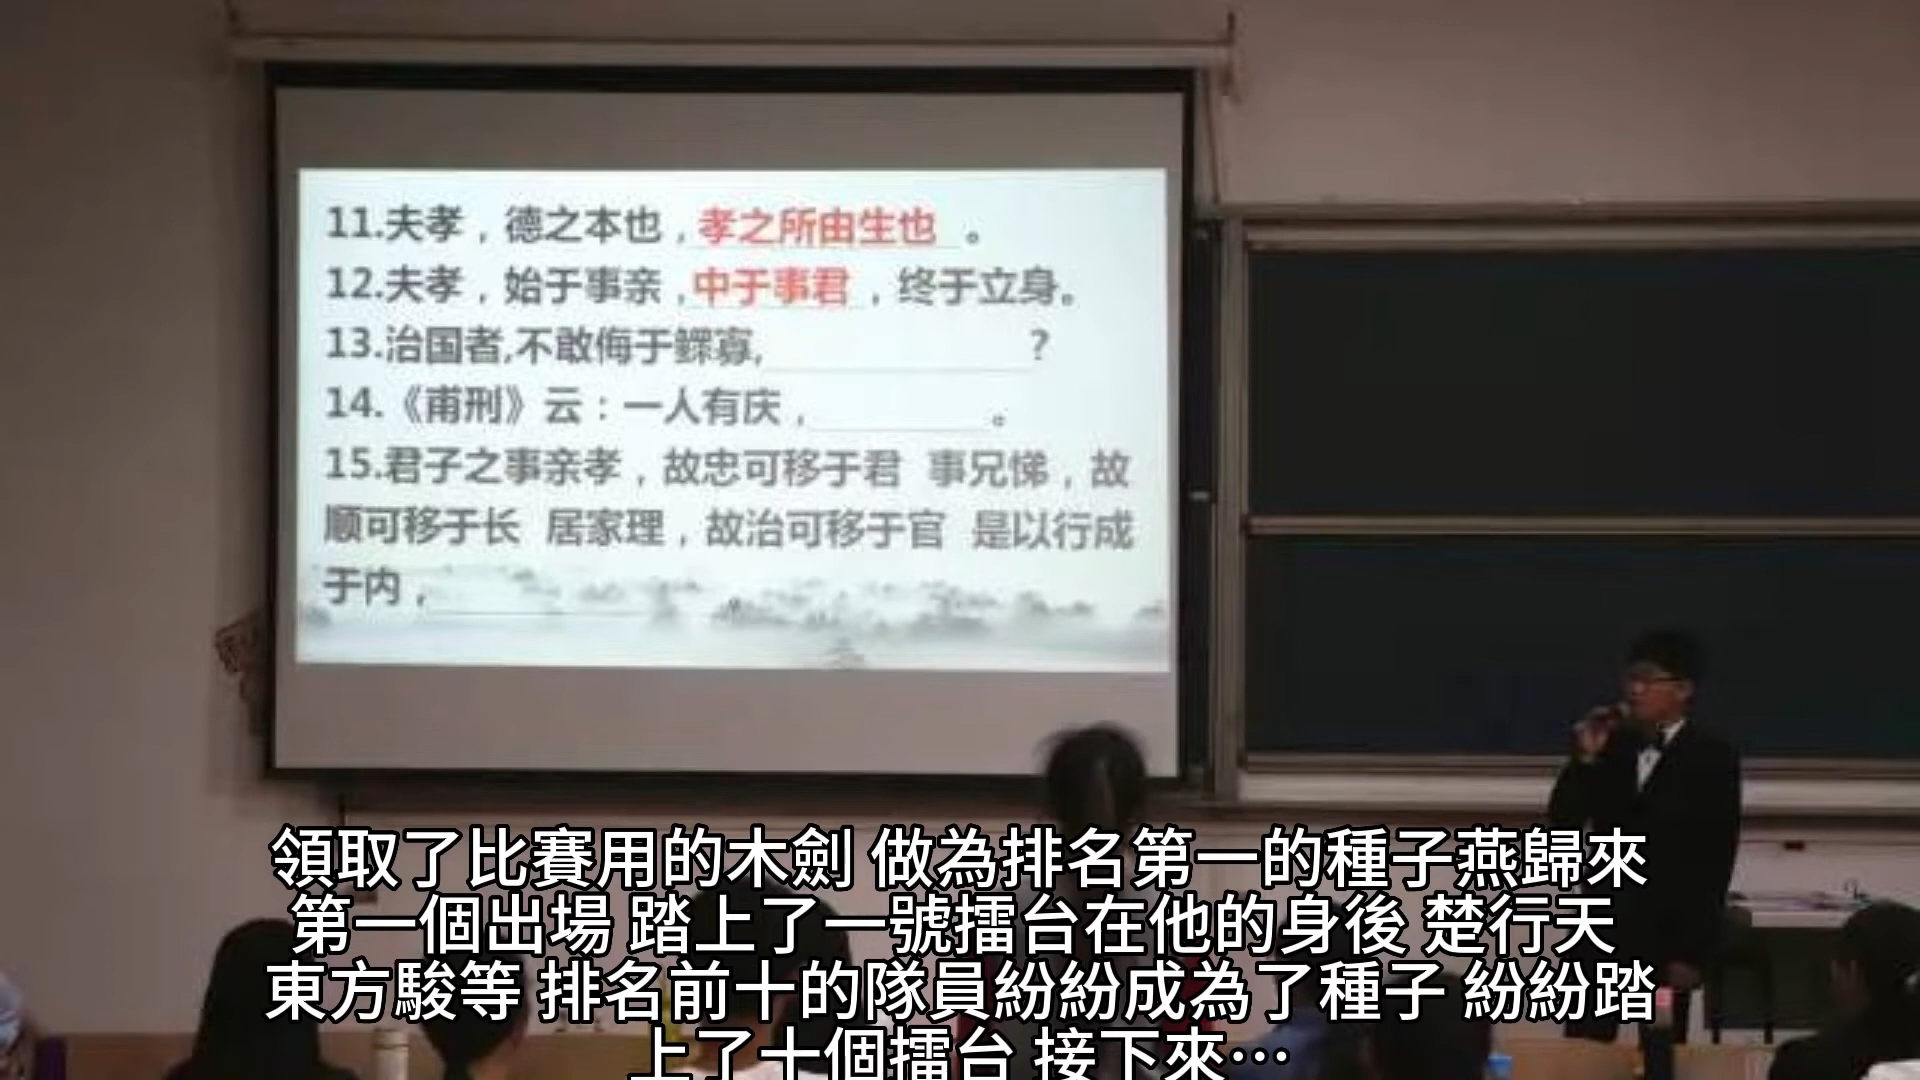 11.夫孝，德之本也，孝之所由生也。
12.夫孝，始于事亲，中于事君，终于立身。
13.治国者,不敢侮于鳏寡,____________?
14.《甫刑》云：一人有庆，________。
15.君子之事亲孝，故忠可移于君 事兄悌，故
顺可移于长 居家理，故治可移于官 是以行成
于内，__________
領取了比賽用的木劍 做為排名第一的種子燕歸來
第一個出場 踏上了一號擂台在他的身後 楚行天
東方駿等 排名前十的隊員紛紛成為了種子 紛紛踏
上了十個擂台 接下來…